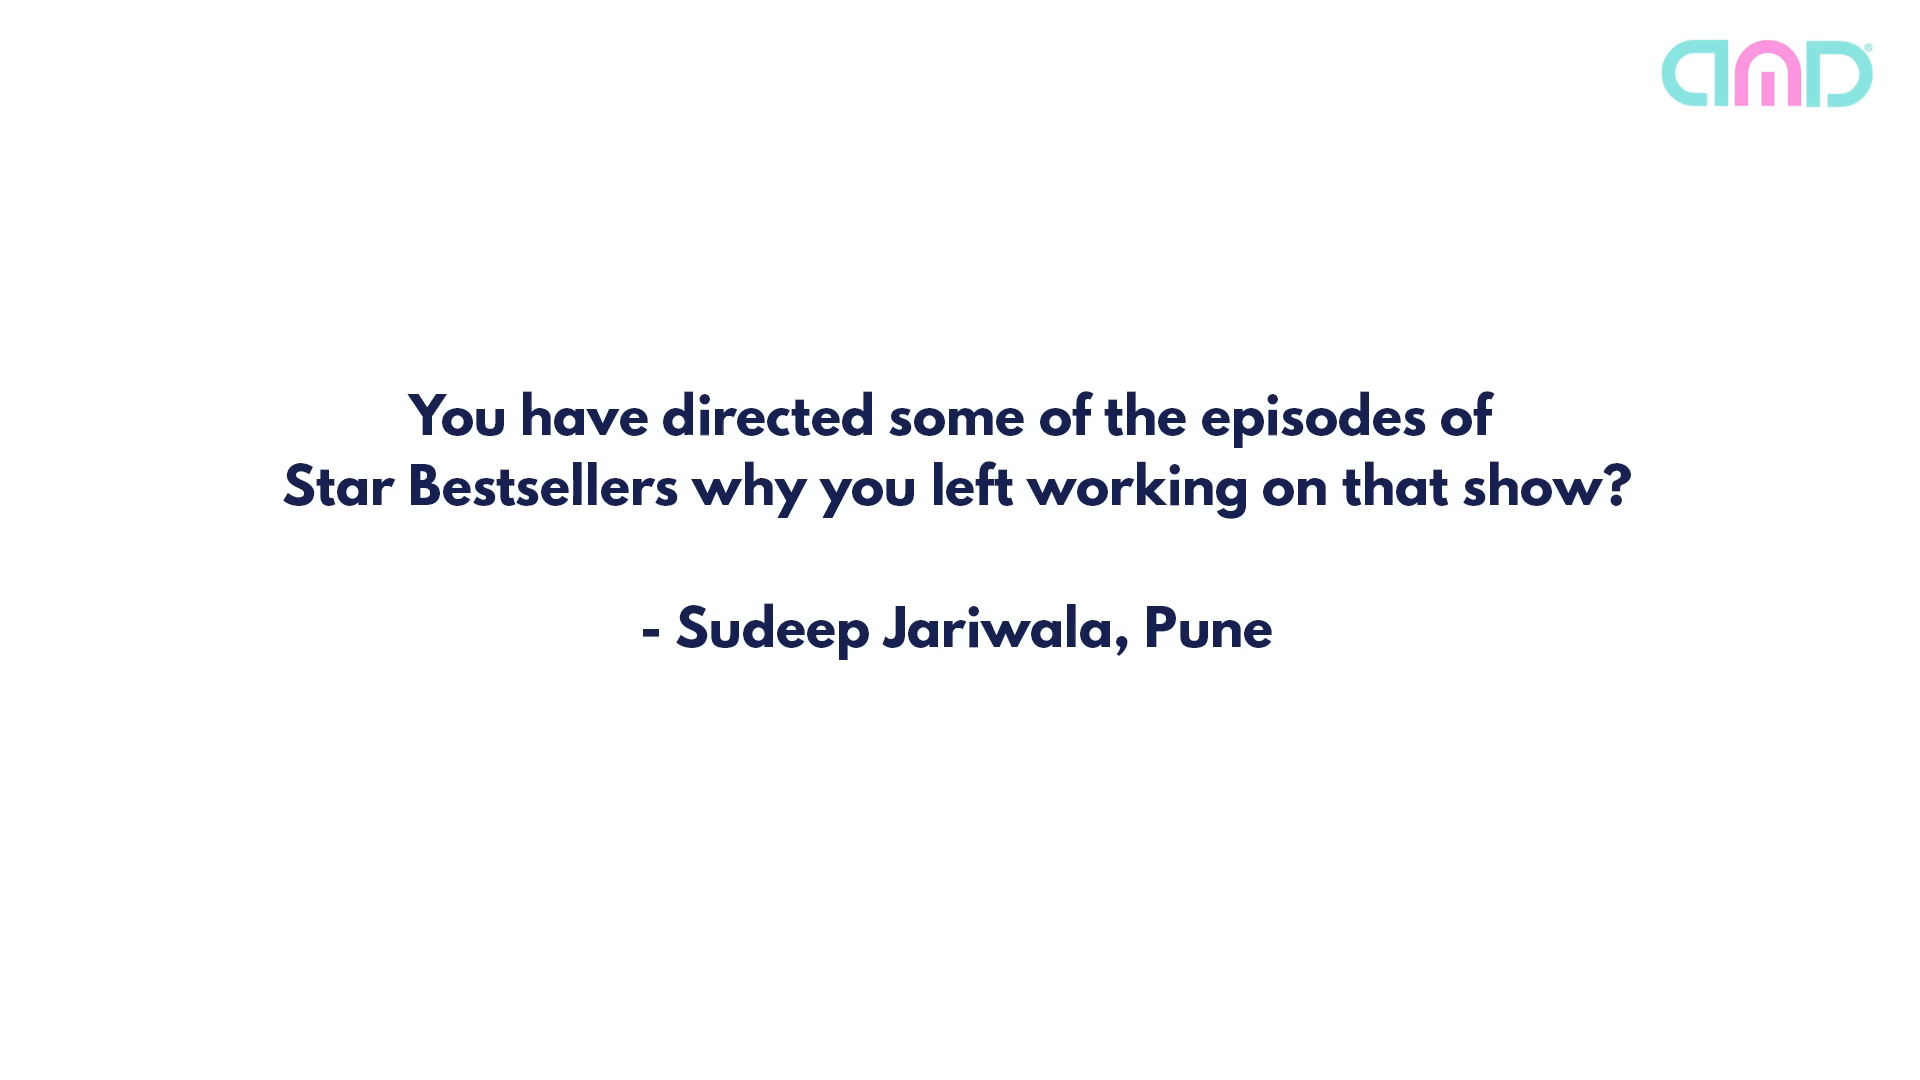 You have directed some of the episodes of
Star Bestsellers why you left working on that show?
- Sudeep Jariwala, Pune